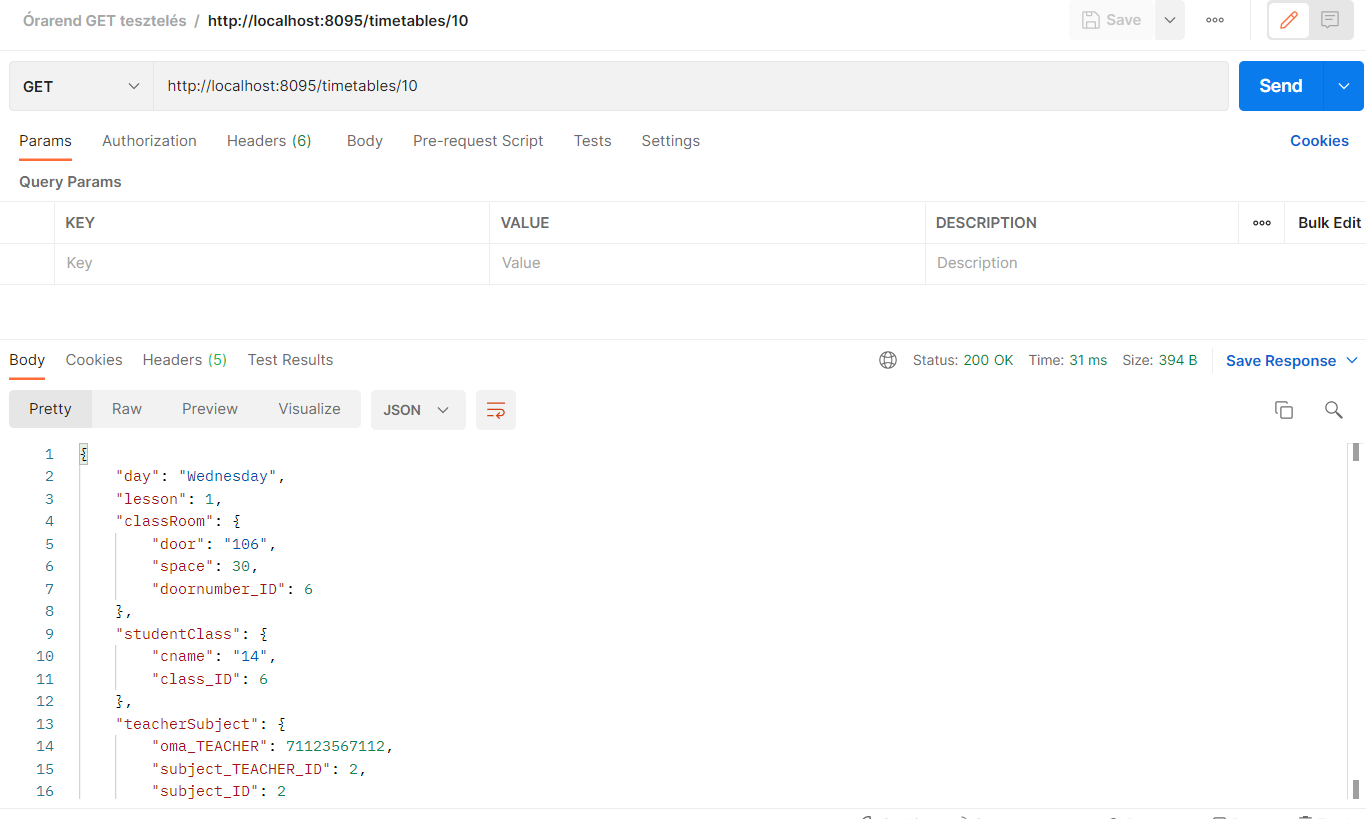 Órarend GET tesztelés / http://localhost:8095/timetables/10
Save
GET
http://localhost:8095/timetables/10
Send
Params Authorization Headers (6) Body Pre-request Script Tests Settings Cookies
Query Params
KEY VALUE DESCRIPTION Bulk Edit
Key Value Description
Body Cookies Headers (5) Test Results Status: 200 OK Time: 31 ms Size: 394 B Save Response
Pretty Raw Preview Visualize JSON
1 {
2 "day": "Wednesday",
3 "lesson": 1,
4 "classRoom": {
5 "door": "106",
6 "space": 30,
7 "doornumber_ID": 6
8 },
9 "studentClass": {
10 "cname": "14",
11 "class_ID": 6
12 },
13 "teacherSubject": {
14 "oma_TEACHER": 71123567112,
15 "subject_TEACHER_ID": 2,
16 "subject_ID": 2